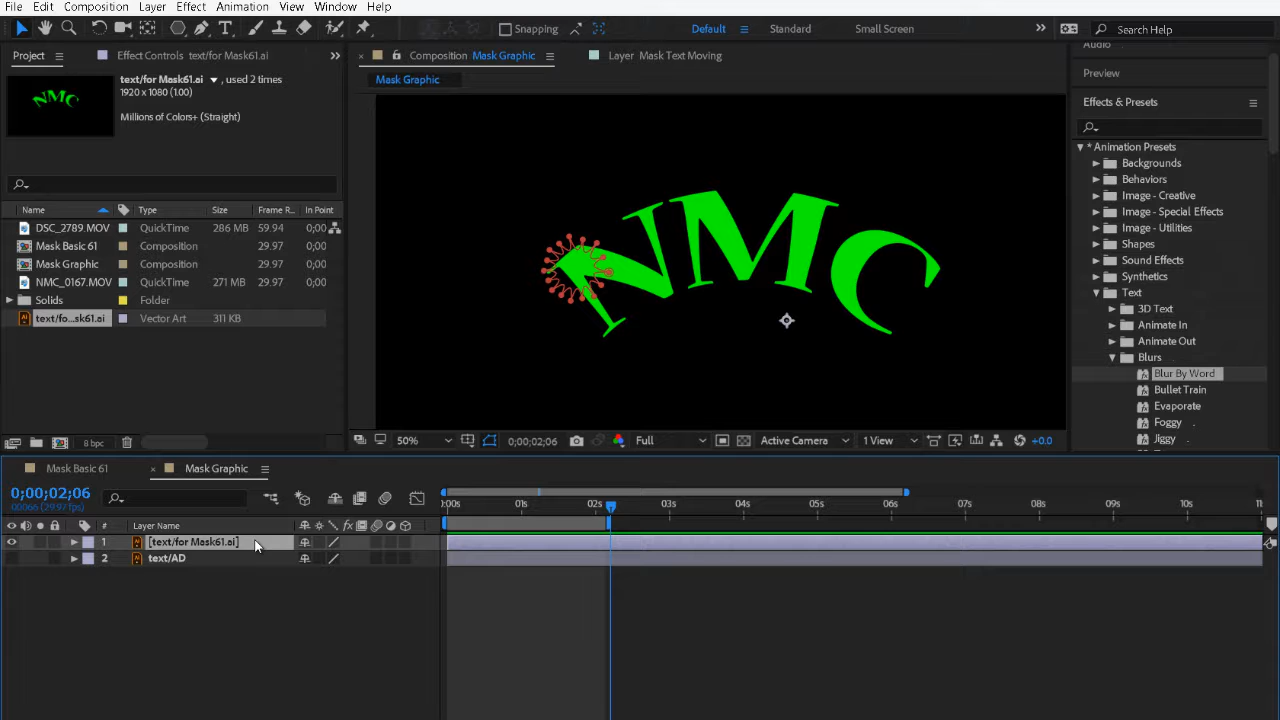 File Edit Composition Layer Effect Animation View Window Help
Snapping Default Standard Small Screen Search Help
Project Effect Controls text/for Mask61.ai
Composition Mask Graphic Layer Mask Text Moving
Mask Graphic
text/for Mask61.ai , used 2 times
1920 x 1080 (1.00)
Millions of Colors+ (Straight)
NMC
Name Type Size Frame R... In Point
DSC_2789.MOV QuickTime 286 MB 59.94 0;00
Mask Basic 61 Composition 29.97 0;00
Mask Graphic Composition 29.97 0;00
NMC_0167.MOV QuickTime 271 MB 29.97 0;00
Solids Folder
text/fo...sk61.ai Vector Art 311 KB
8 bpc
NMC
50% 0;00;02;06 Full Active Camera 1 View +0.0
Audio
Preview
Effects & Presets
* Animation Presets
Backgrounds
Behaviors
Image - Creative
Image - Special Effects
Image - Utilities
Shapes
Sound Effects
Synthetics
Text
3D Text
Animate In
Animate Out
Blurs
Blur By Word
Bullet Train
Evaporate
Foggy
Jiggy
Mask Basic 61 Mask Graphic
0;00;02;06
00066 (29.97 fps)
:00s 01s 02s 03s 04s 05s 06s 07s 08s 09s 10s 11
# Layer Name
1 [text/for Mask61.ai]
2 text/AD